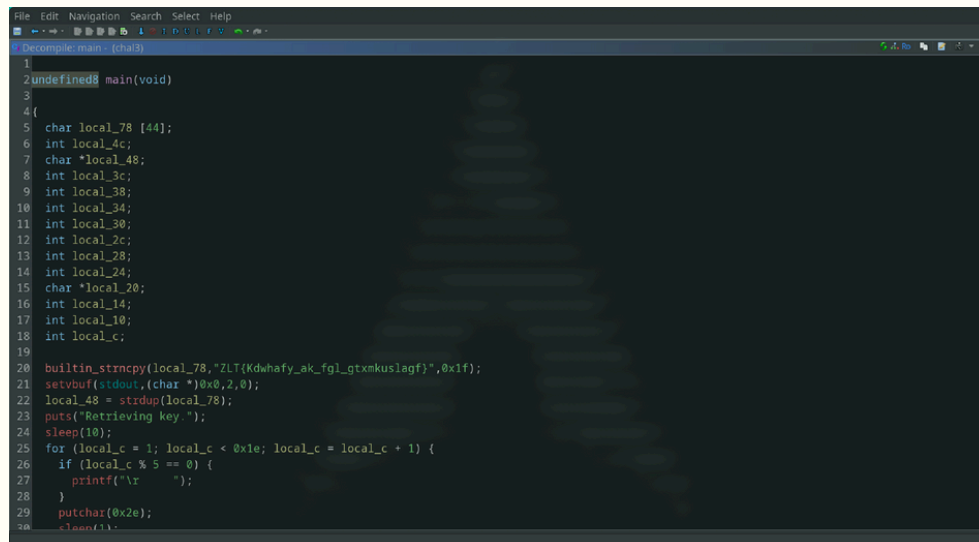 File Edit Navigation Search Select Help
Decompile: main - (chal3)
1
2 undefined8 main(void)
3
4 {
5 char local_78 [44];
6 int local_4c;
7 char *local_48;
8 int local_3c;
9 int local_38;
10 int local_34;
11 int local_30;
12 int local_2c;
13 int local_28;
14 int local_24;
15 char *local_20;
16 int local_14;
17 int local_10;
18 int local_c;
19
20 builtin_strncpy(local_78,"ZLT{Kdwhafy_ak_fgl_gtxmkuslagf}",0x1f);
21 setvbuf(stdout,(char *)0x0,2,0);
22 local_48 = strdup(local_78);
23 puts("Retrieving key.");
24 sleep(10);
25 for (local_c = 1; local_c < 0x1e; local_c = local_c + 1) {
26 if (local_c % 5 == 0) {
27 printf("\r     ");
28 }
29 putchar(0x2e);
30 sleep(1);